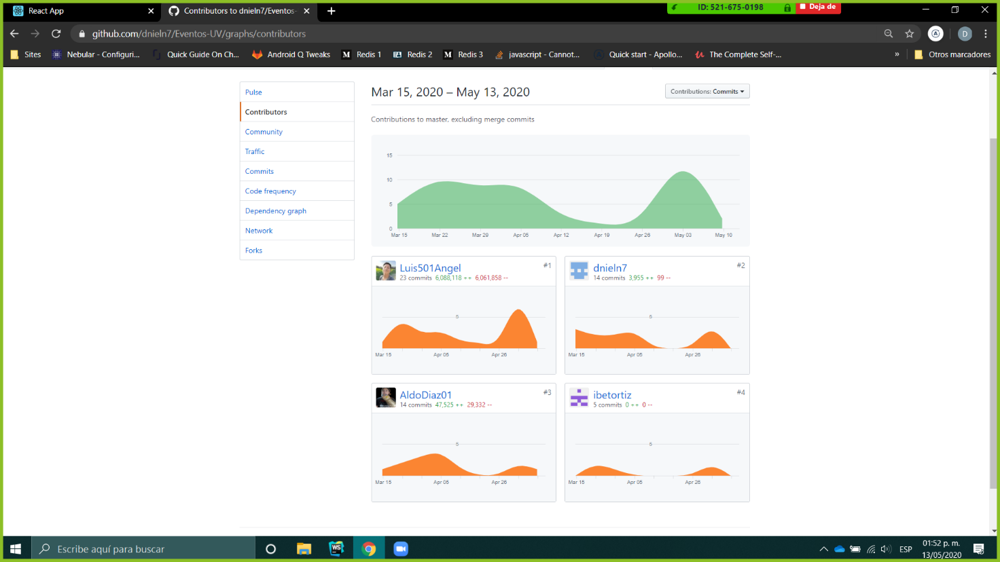 React App
Contributors to dnieln7/Eventos-
ID: 521-675-0198
Deja de
github.com/dnieln7/Eventos-UV/graphs/contributors
D
Sites
Nebular - Configuri...
Quick Guide On Ch...
Android Q Tweaks
M Redis 1
Redis 2
M Redis 3
javascript - Cannot...
Quick start - Apollo...
The Complete Self-...
»
Otros marcadores
Pulse
Contributors
Community
Traffic
Commits
Code frequency
Dependency graph
Network
Forks
Mar 15, 2020 – May 13, 2020
Contributions: Commits
Contributions to master, excluding merge commits
15
10
5
0
Mar 15 Mar 22 Mar 29 Apr 05 Apr 12 Apr 19 Apr 26 May 03 May 10
Luis501Angel #1
23 commits 6,088,118 ++ 6,061,858 --
5
Mar 15 Apr 05 Apr 26
dnieln7 #2
14 commits 3,955 ++ 99 --
5
Mar 15 Apr 05 Apr 26
AldoDiaz01 #3
14 commits 47,525 ++ 29,332 --
5
Mar 15 Apr 05 Apr 26
ibetortiz #4
5 commits 0 ++ 0 --
5
Mar 15 Apr 05 Apr 26
Escribe aquí para buscar
WS
ESP
01:52 p. m.
13/05/2020